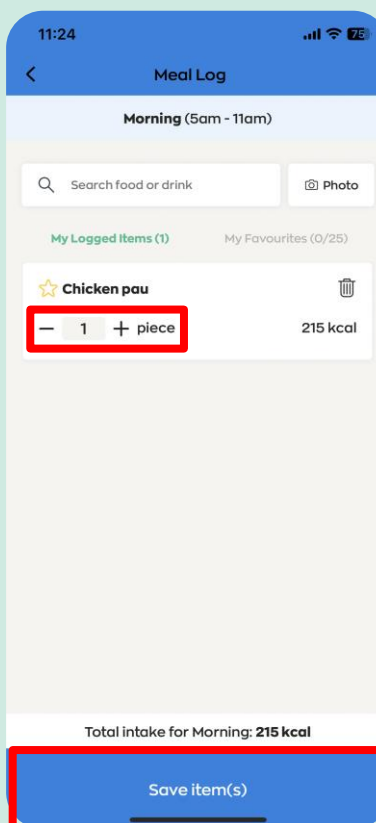 11:24
75
Meal Log
Morning (5am - 11am)
Search food or drink
Photo
My Logged Items (1)
My Favourites (0/25)
Chicken pau
— 1 + piece
215 kcal
Total intake for Morning: 215 kcal
Save item(s)